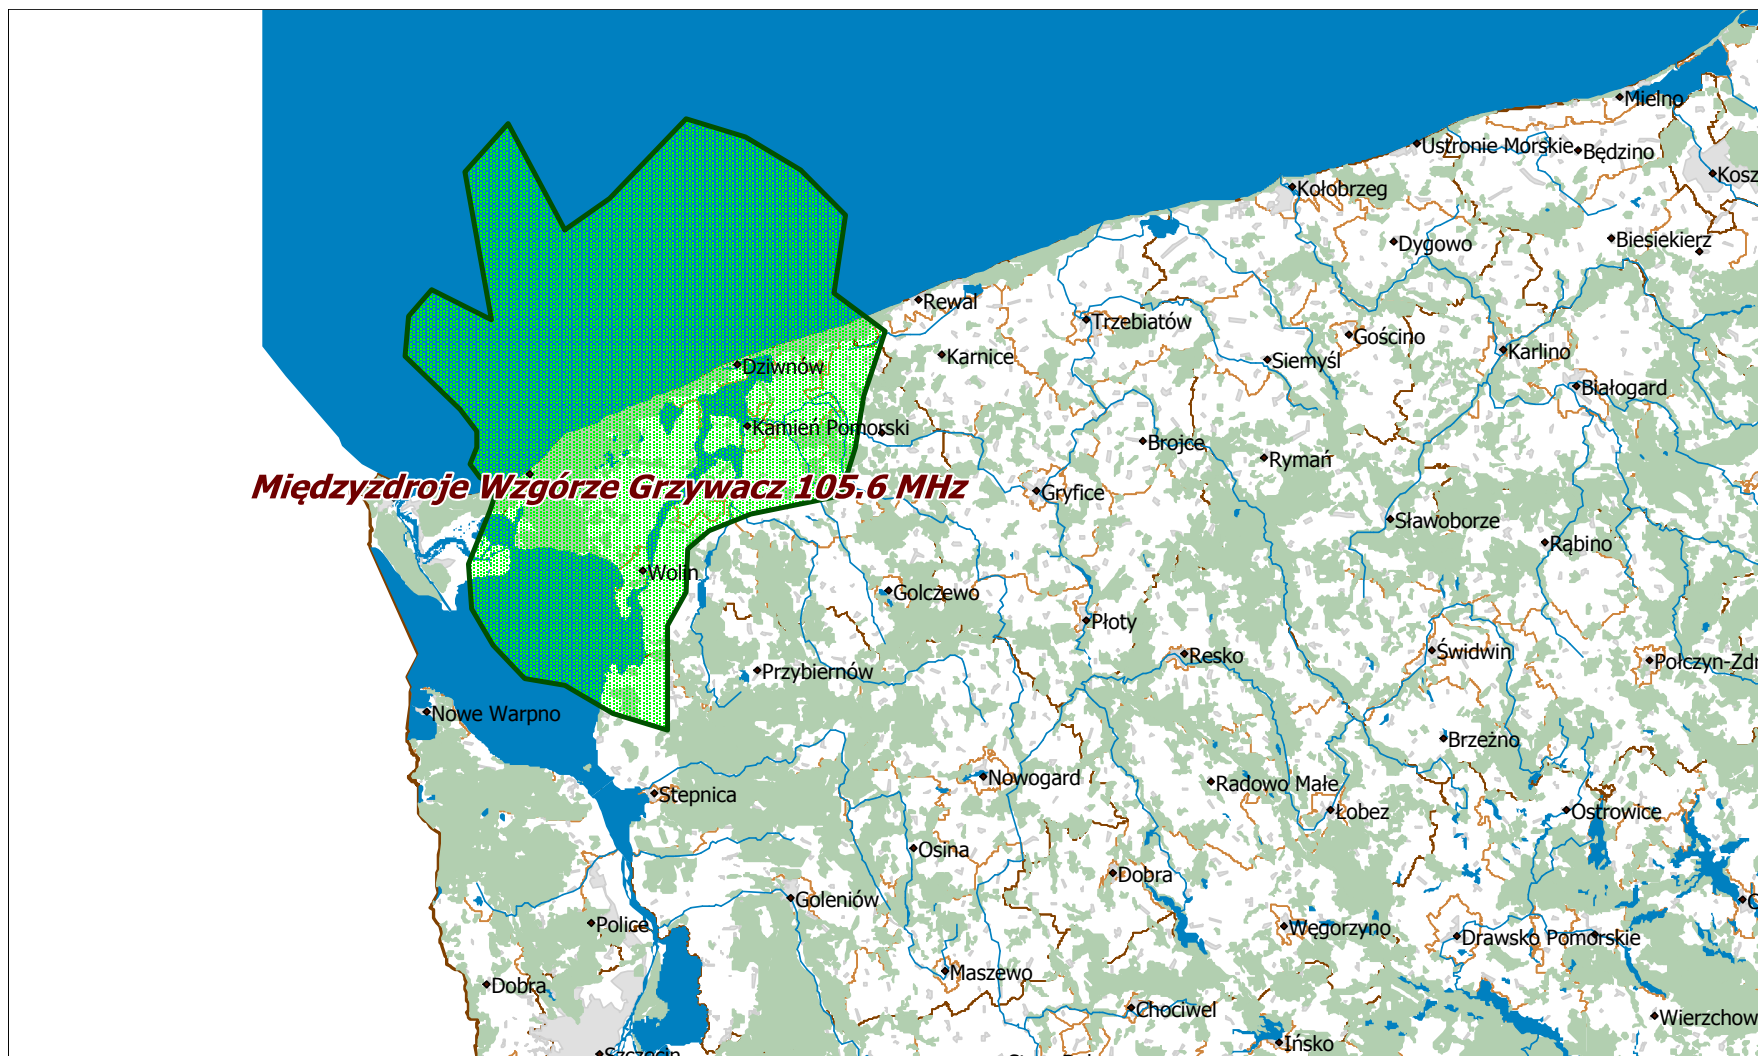 Mielno
Ustronie Morskie
Będzino
Kosz
Kołobrzeg
Dygowo
Biesiekierz
Rewal
Trzebiatów
Gościno
Karnice
Siemyśl
Karlino
Dziwnów
Białogard
Kamień Pomorski
Brojce
Rymań
Międzyzdroje Wzgórze Grzywacz 105.6 MHz
Gryfice
Sławoborze
Rąbino
Wolin
Golczewo
Płoty
Resko
Świdwin
Połczyn-Zdr
Przybiernów
Nowe Warpno
Brzeżno
Nowogard
Radowo Małe
Stepnica
Łobez
Ostrowice
Osina
Dobra
Goleniów
Police
Węgorzyno
Drawsko Pomorskie
Maszewo
Dobra
Chociwel
Wierzchow
Ińsko
Szczecin